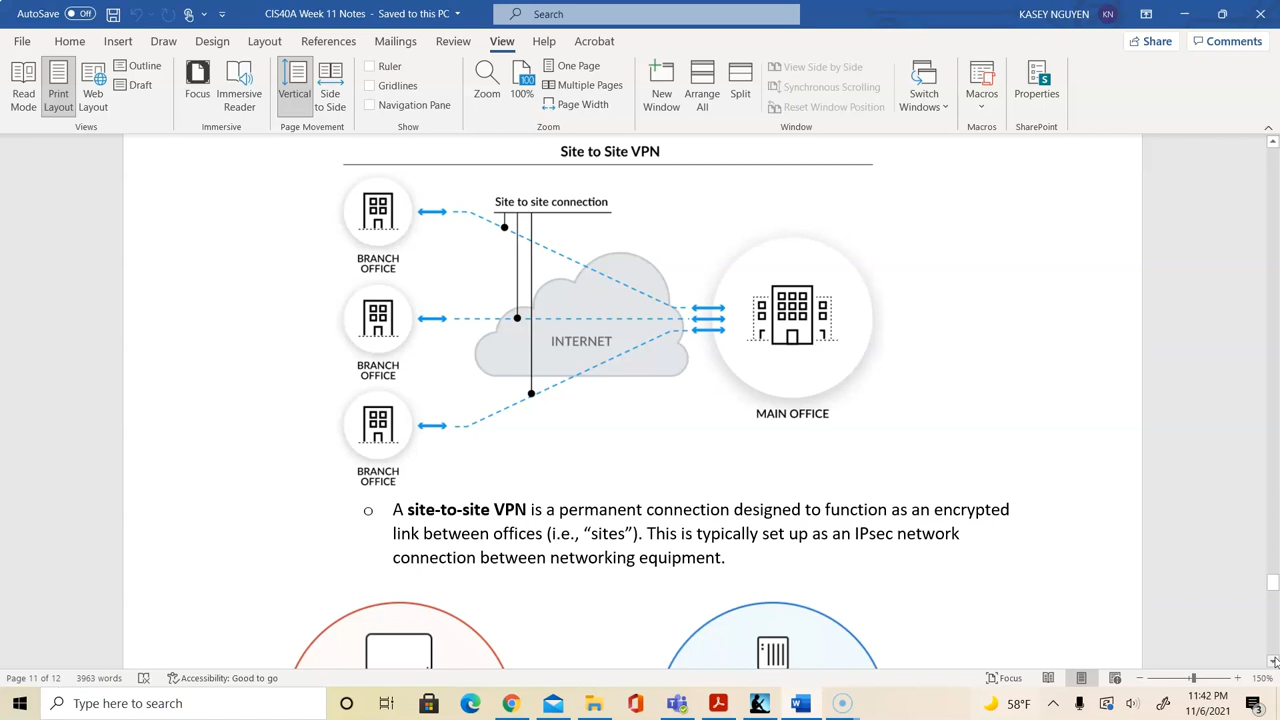 AutoSave Off CIS40A Week 11 Notes Search KASEY NGUYEN KN
File Home Insert Draw Design Layout References Mailings Review View Help Acrobat Share Comments
Read Mode
Print Layout
Web Layout
Outline
Draft
Views
Focus
Immersive Reader
Immersive
Vertical
Side to Side
Page Movement
Ruler
Gridlines
Navigation Pane
Show
Zoom
100
100%
One Page
Multiple Pages
Page Width
Zoom
New Window
Arrange All
Split
View Side by Side
Synchronous Scrolling
Reset Window Position
Switch Windows
Window
Macros
Macros
Properties
SharePoint
Site to Site VPN
Site to site connection
BRANCH
OFFICE
BRANCH
OFFICE
INTERNET
MAIN OFFICE
BRANCH
OFFICE
o A site-to-site VPN is a permanent connection designed to function as an encrypted
link between offices (i.e., “sites”). This is typically set up as an IPsec network
connection between networking equipment.
Page 11 of 12 3963 words Accessibility: Good to go Focus 150%
Type here to search 58°F 11:42 PM
11/6/2021
3